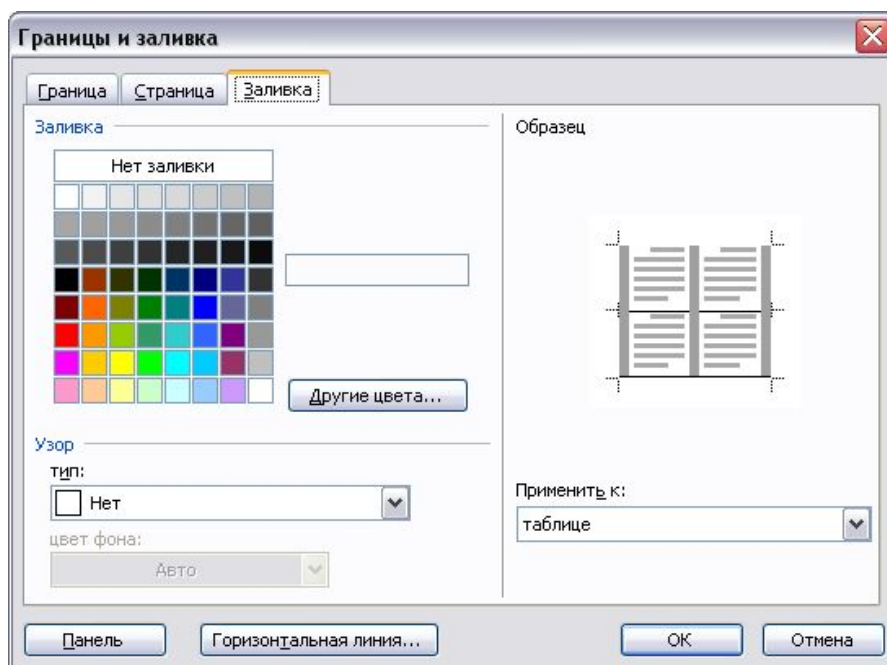 Границы и заливка
Граница Страница Заливка
Заливка
Нет заливки
Другие цвета...
Узор
тип:
Нет
цвет фона:
Авто
Образец
Применить к:
таблице
Панель Горизонтальная линия... ОК Отмена